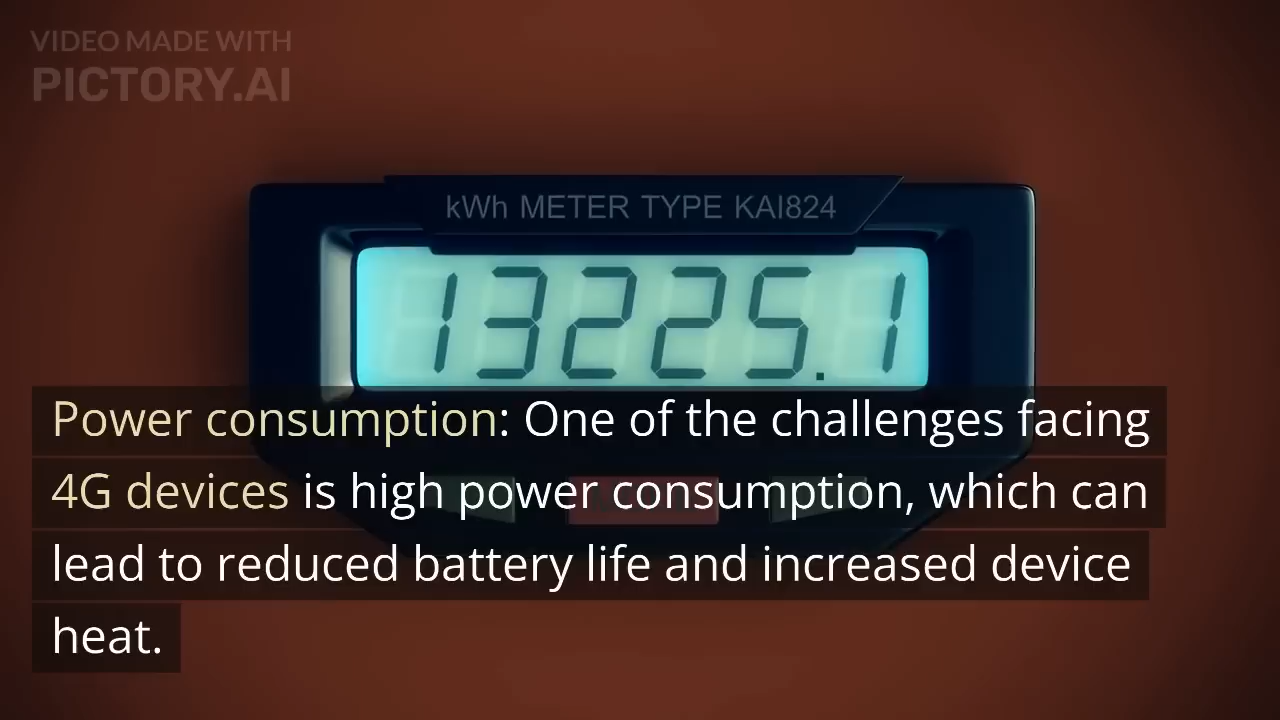 VIDEO MADE WITH
PICTORY.AI
kWh METER TYPE KAI824
13225.1
Power consumption: One of the challenges facing
4G devices is high power consumption, which can
lead to reduced battery life and increased device
heat.